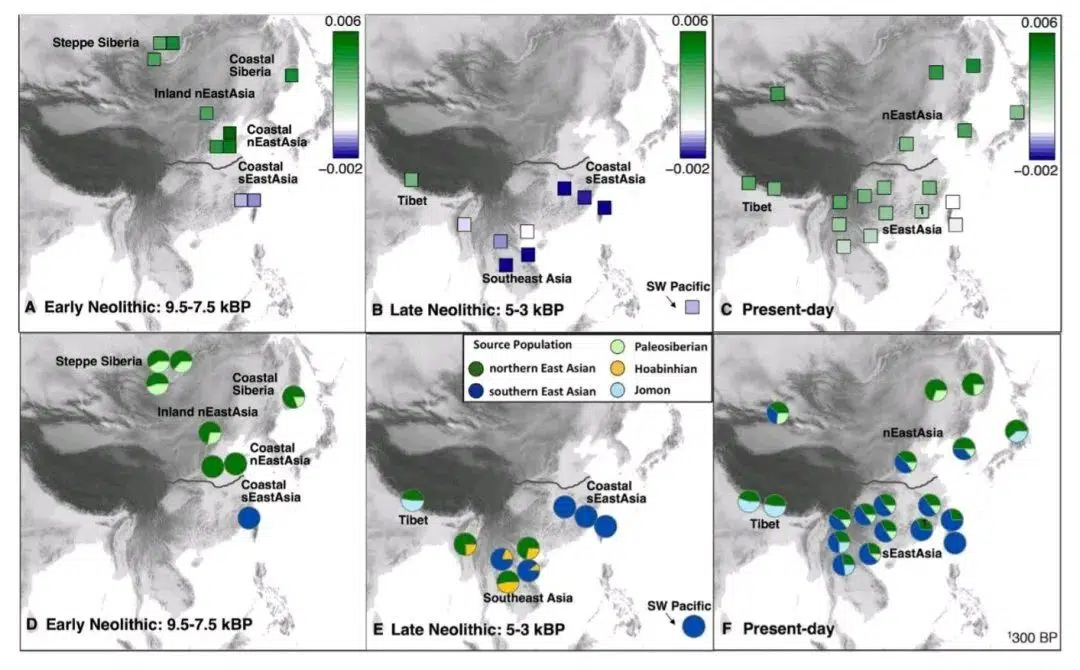 0.006
Steppe Siberia
Coastal
Siberia
Inland nEastAsia
Coastal
nEastAsia
Coastal
sEastAsia
−0.002
A Early Neolithic: 9.5-7.5 kBP
0.006
−0.002
Coastal
sEastAsia
Tibet
Southeast Asia
SW Pacific
B Late Neolithic: 5-3 kBP
0.006
nEastAsia
−0.002
Tibet
1
sEastAsia
C Present-day
Steppe Siberia
Coastal
Siberia
Inland nEastAsia
Coastal
nEastAsia
Coastal
sEastAsia
D Early Neolithic: 9.5-7.5 kBP
Source Population
northern East Asian
southern East Asian
Paleosiberian
Hoabinhian
Jomon
Coastal
sEastAsia
Tibet
Southeast Asia
SW Pacific
E Late Neolithic: 5-3 kBP
nEastAsia
Tibet
sEastAsia
F Present-day
¹300 BP